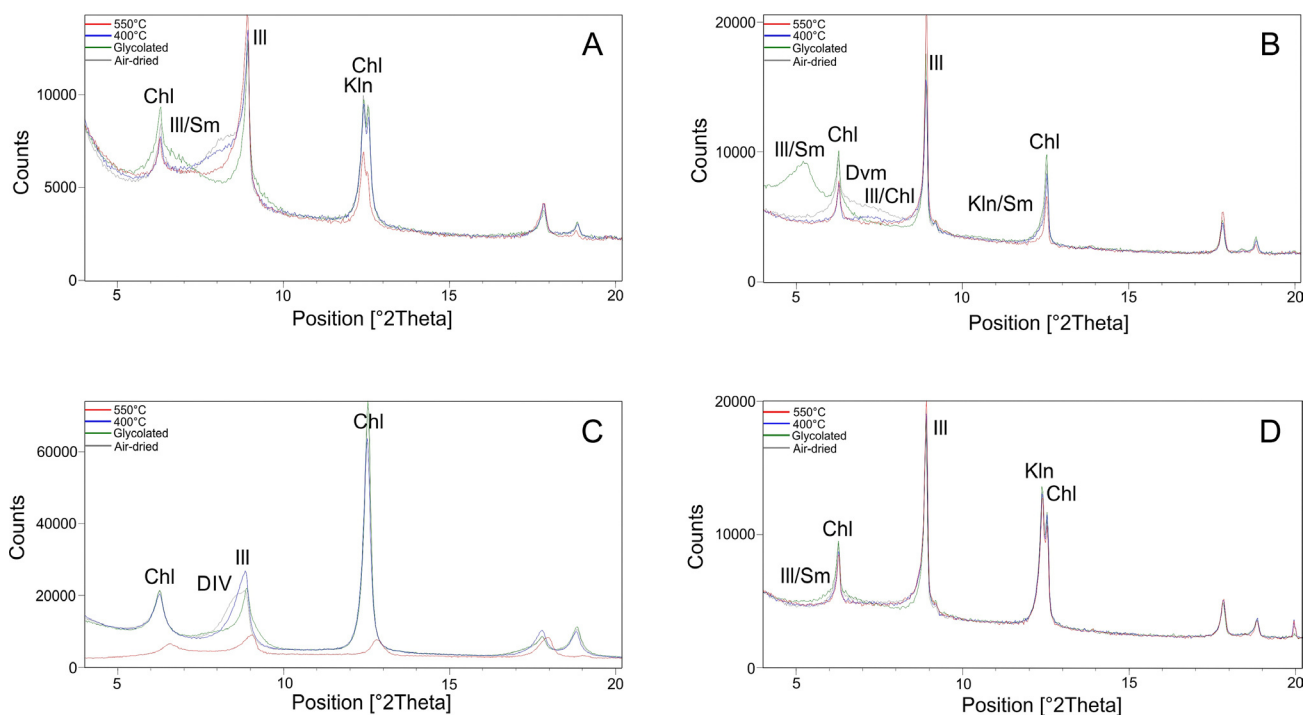 550°C
400°C
Glycolated
Air-dried
A
Ill
Chl
Kln
Chl
Ill/Sm
10000
5000
0
Counts
5
10
15
20
Position [°2Theta]
550°C
400°C
Glycolated
Air-dried
B
20000
10000
0
Counts
Ill
Ill/Sm
Chl
Dvm
Ill/Chl
Chl
Kln/Sm
5
10
15
20
Position [°2Theta]
550°C
400°C
Glycolated
Air-dried
C
Chl
60000
40000
20000
0
Counts
Chl
DIV
Ill
5
10
15
20
Position [°2Theta]
550°C
400°C
Glycolated
Air-dried
D
20000
10000
0
Counts
Ill
Kln
Chl
Chl
Ill/Sm
5
10
15
20
Position [°2Theta]